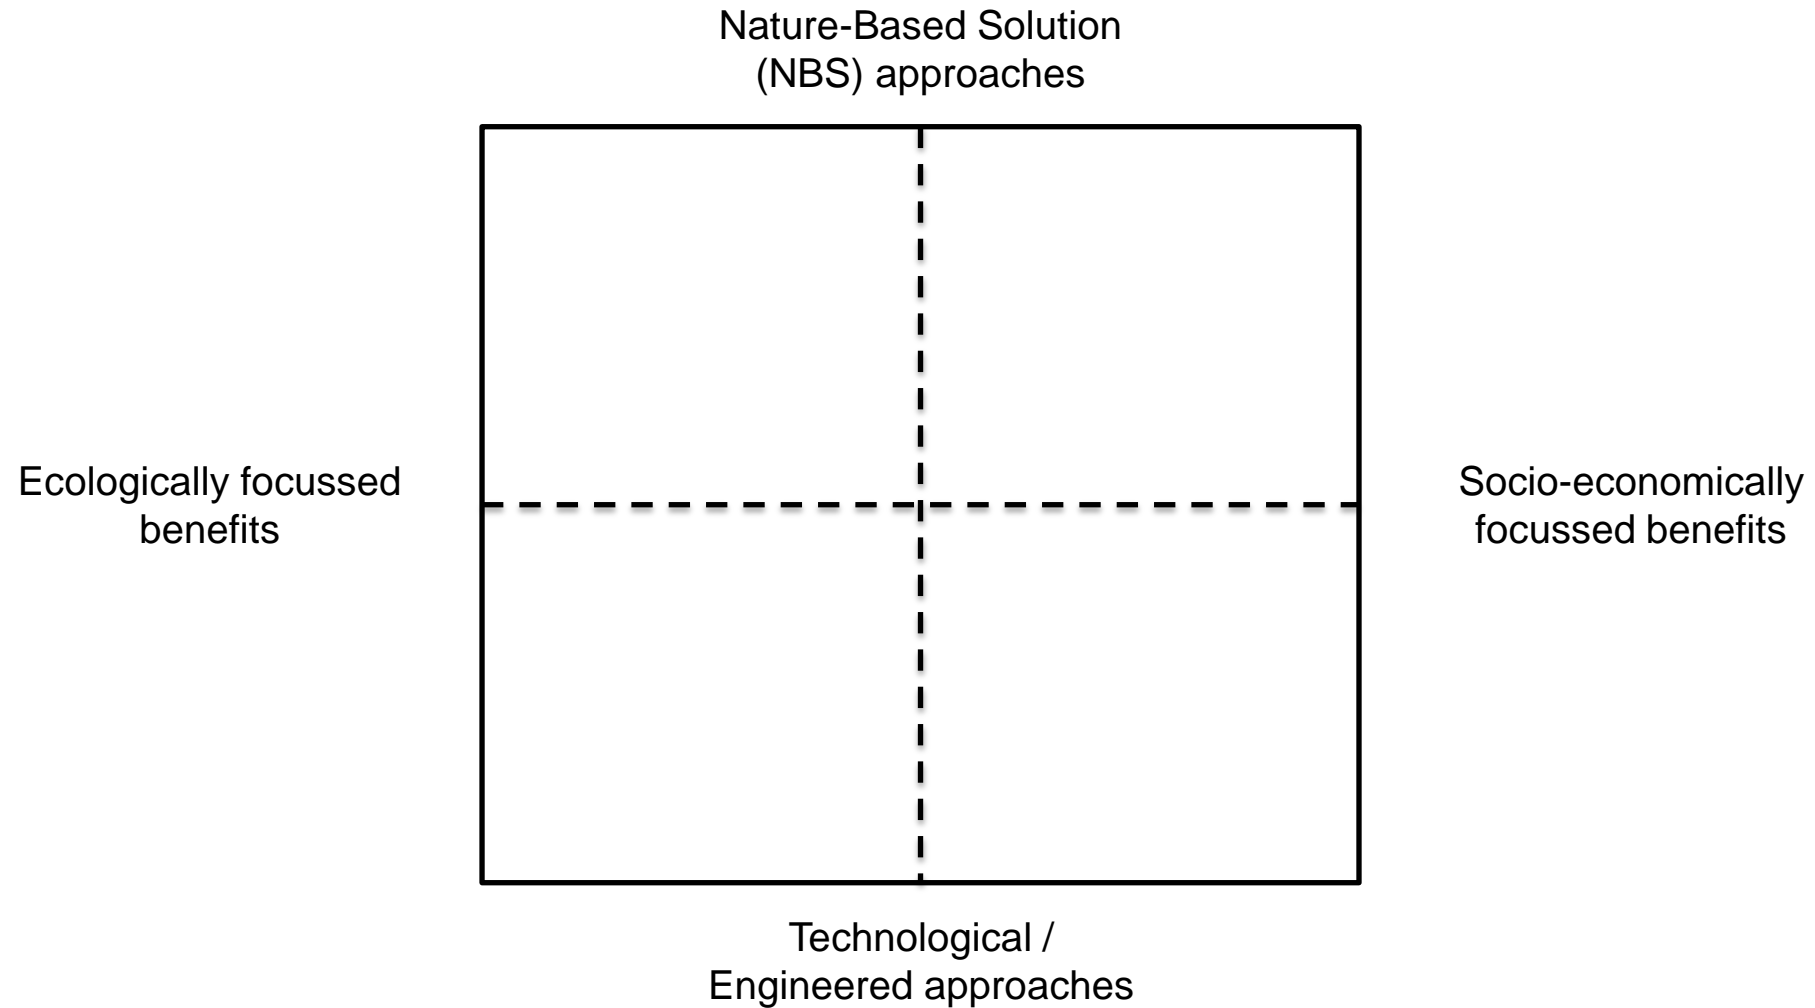 Nature-Based Solution
(NBS) approaches
Ecologically focussed
benefits
Socio-economically
focussed benefits
Technological /
Engineered approaches